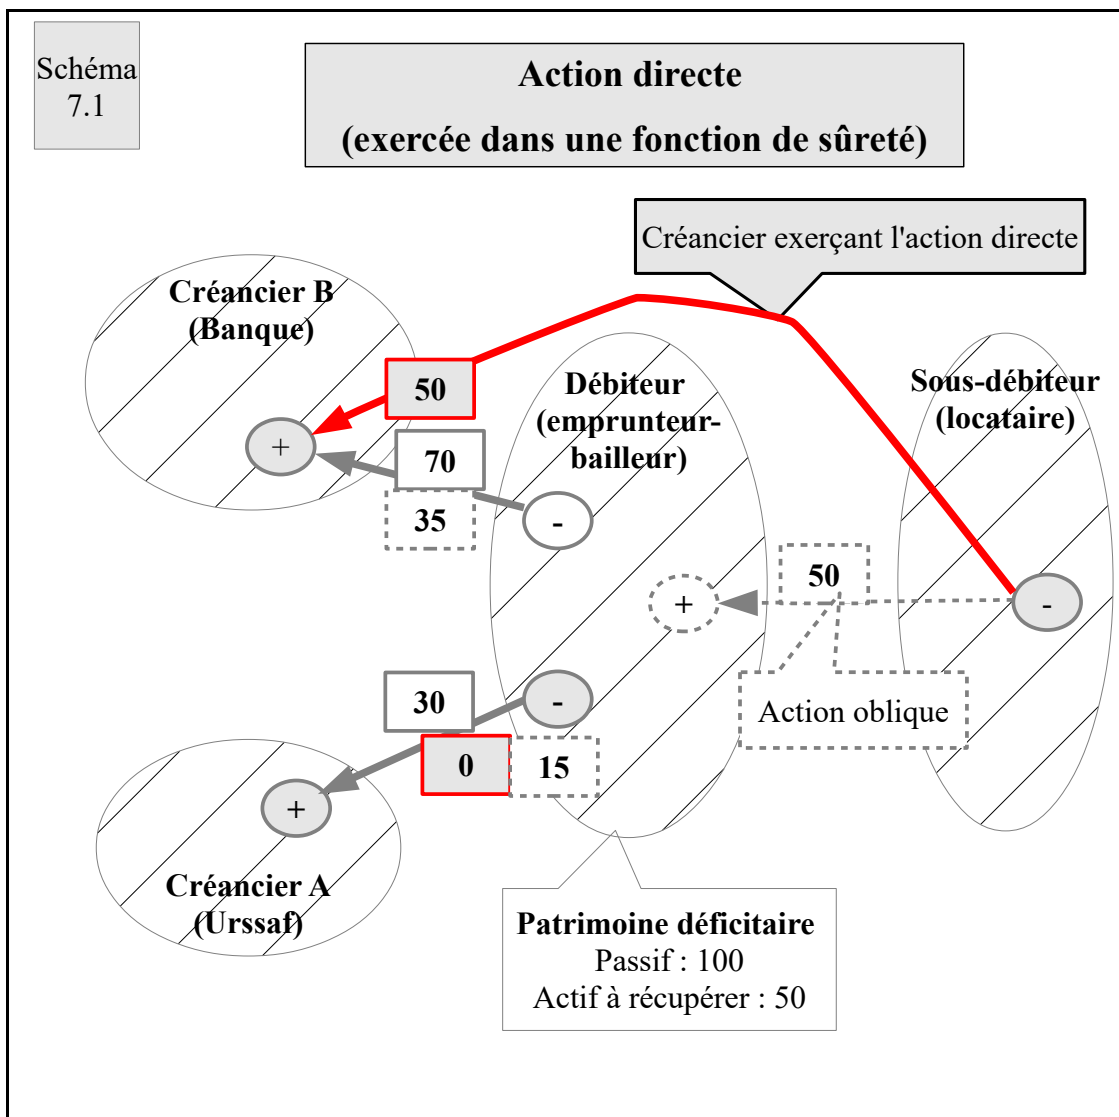 Schéma
7.1
Action directe
(exercée dans une fonction de sûreté)
Créancier exerçant l'action directe
Créancier B
(Banque)
50
+
70
35
-
Débiteur
(emprunteur-
bailleur)
Sous-débiteur
(locataire)
50
+
-
Action oblique
30
-
0
15
+
Créancier A
(Urssaf)
Patrimoine déficitaire
Passif : 100
Actif à récupérer : 50